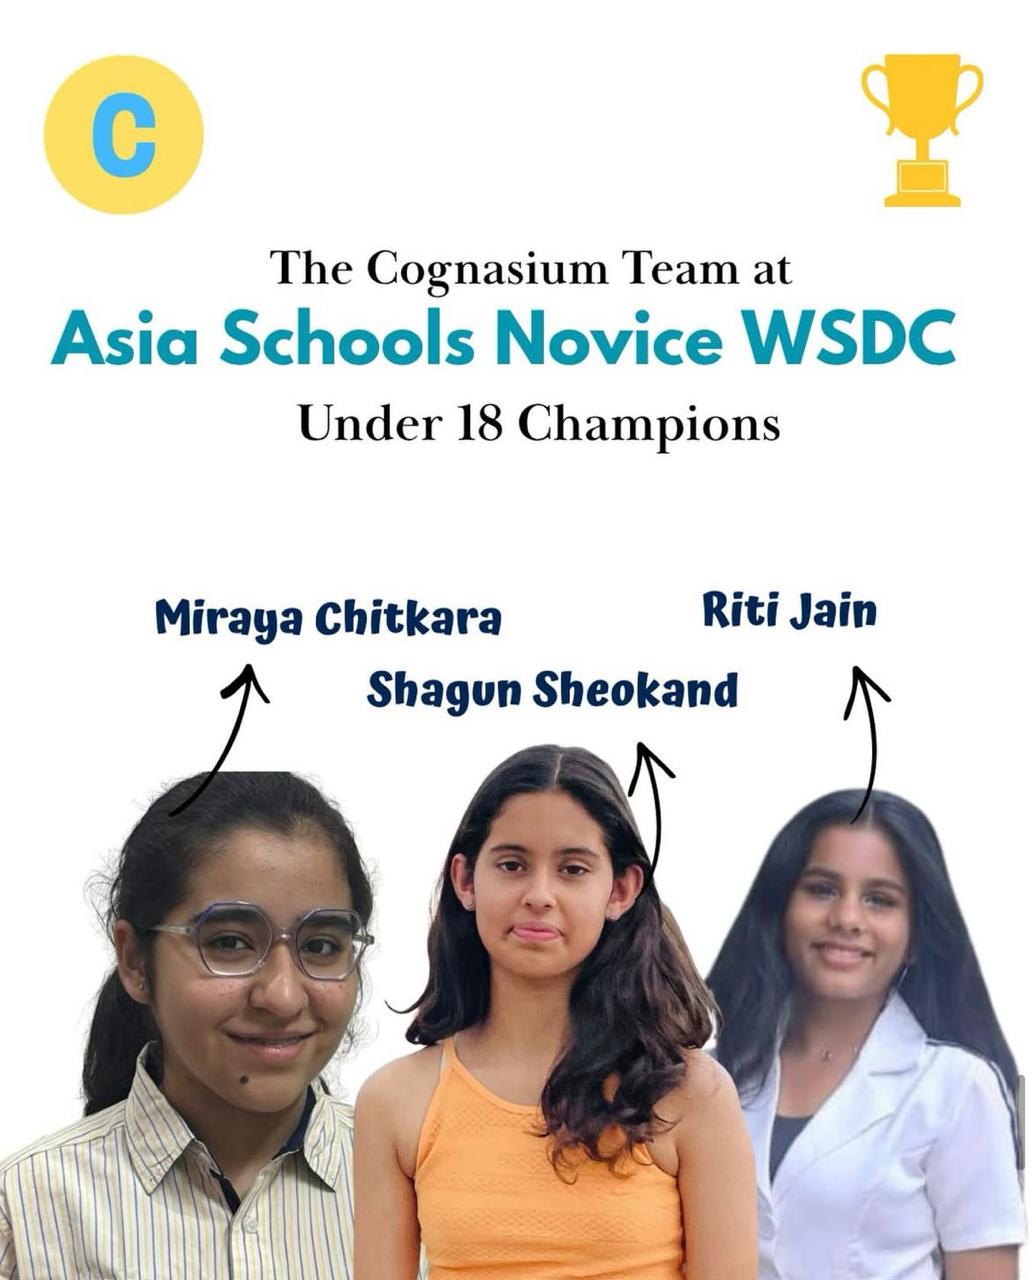 C
The Cognasium Team at
Asia Schools Novice WSDC
Under 18 Champions
Miraya Chitkara
Riti Jain
Shagun Sheokand